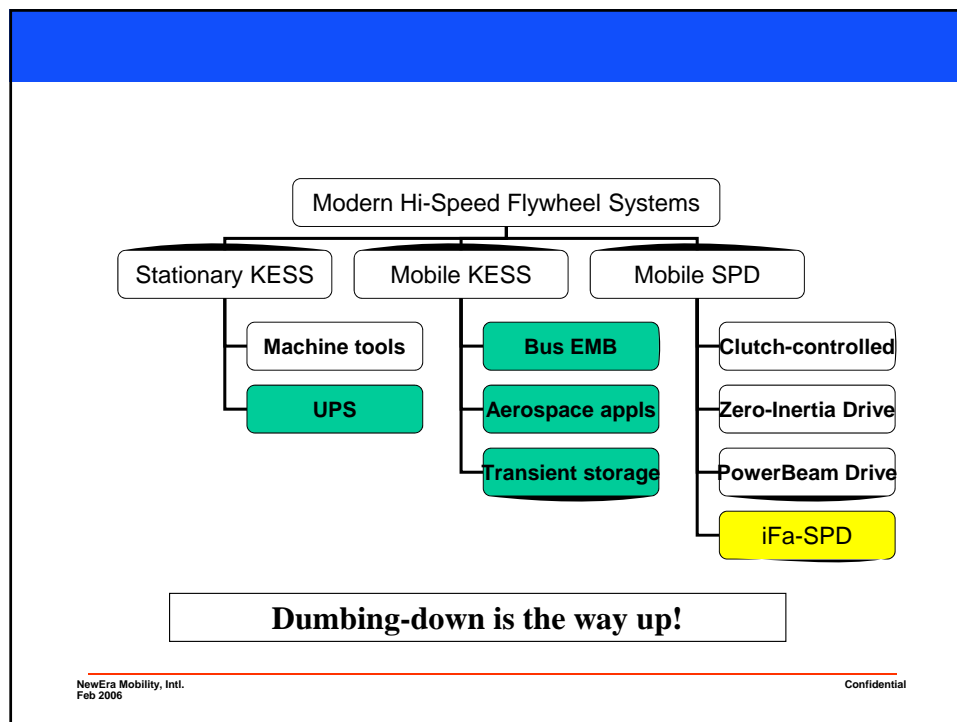 Modern Hi-Speed Flywheel Systems
Stationary KESS
Mobile KESS
Mobile SPD
Machine tools
Bus EMB
Clutch-controlled
UPS
Aerospace appls
Zero-Inertia Drive
Transient storage
PowerBeam Drive
iFa-SPD
Dumbing-down is the way up!
NewEra Mobility, Intl.
Feb 2006
Confidential